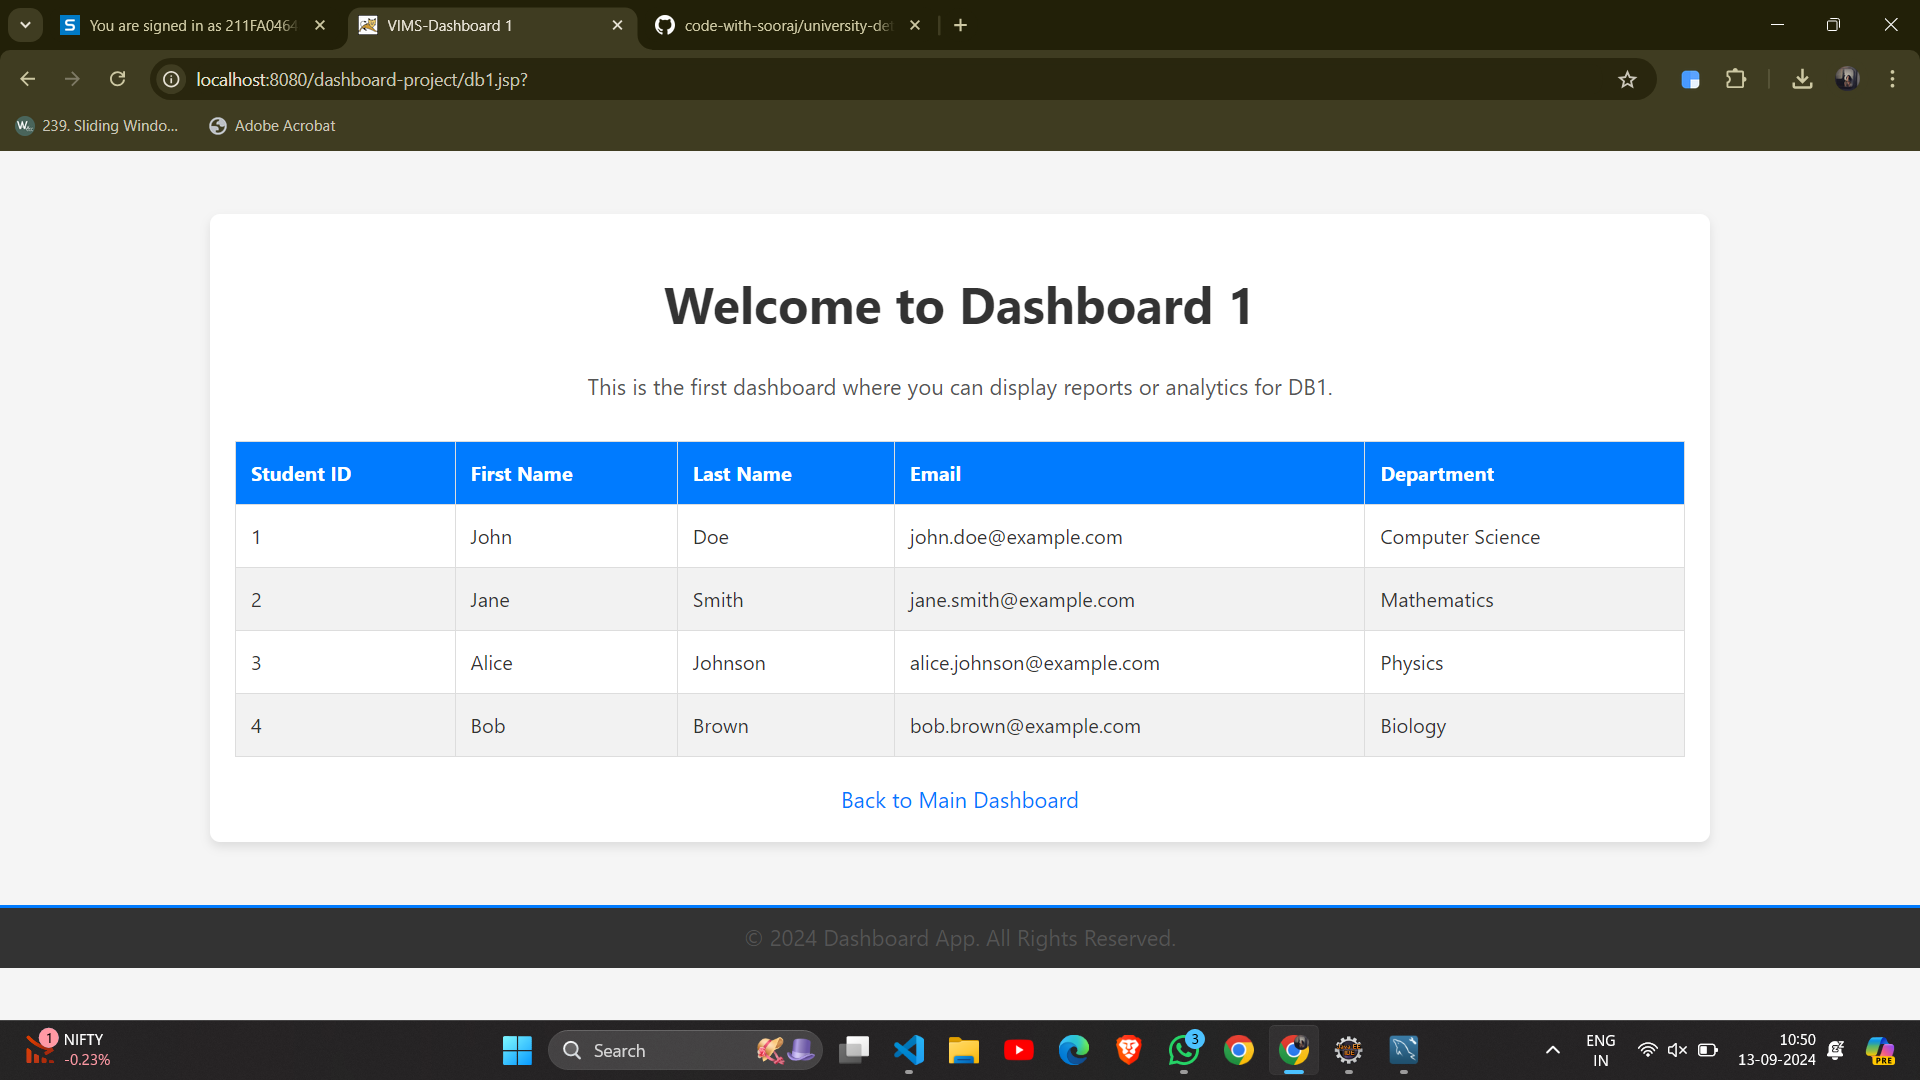 You are signed in as 211FA0464
VIMS-Dashboard 1
code-with-sooraj/university-det
localhost:8080/dashboard-project/db1.jsp?
239. Sliding Windo...
Adobe Acrobat
Welcome to Dashboard 1
This is the first dashboard where you can display reports or analytics for DB1.
Student ID First Name Last Name Email Department
1 John Doe john.doe@example.com Computer Science
2 Jane Smith jane.smith@example.com Mathematics
3 Alice Johnson alice.johnson@example.com Physics
4 Bob Brown bob.brown@example.com Biology
Back to Main Dashboard
© 2024 Dashboard App. All Rights Reserved.
1
NIFTY
-0.23%
Search
3
ENG
IN
10:50
13-09-2024
PRE